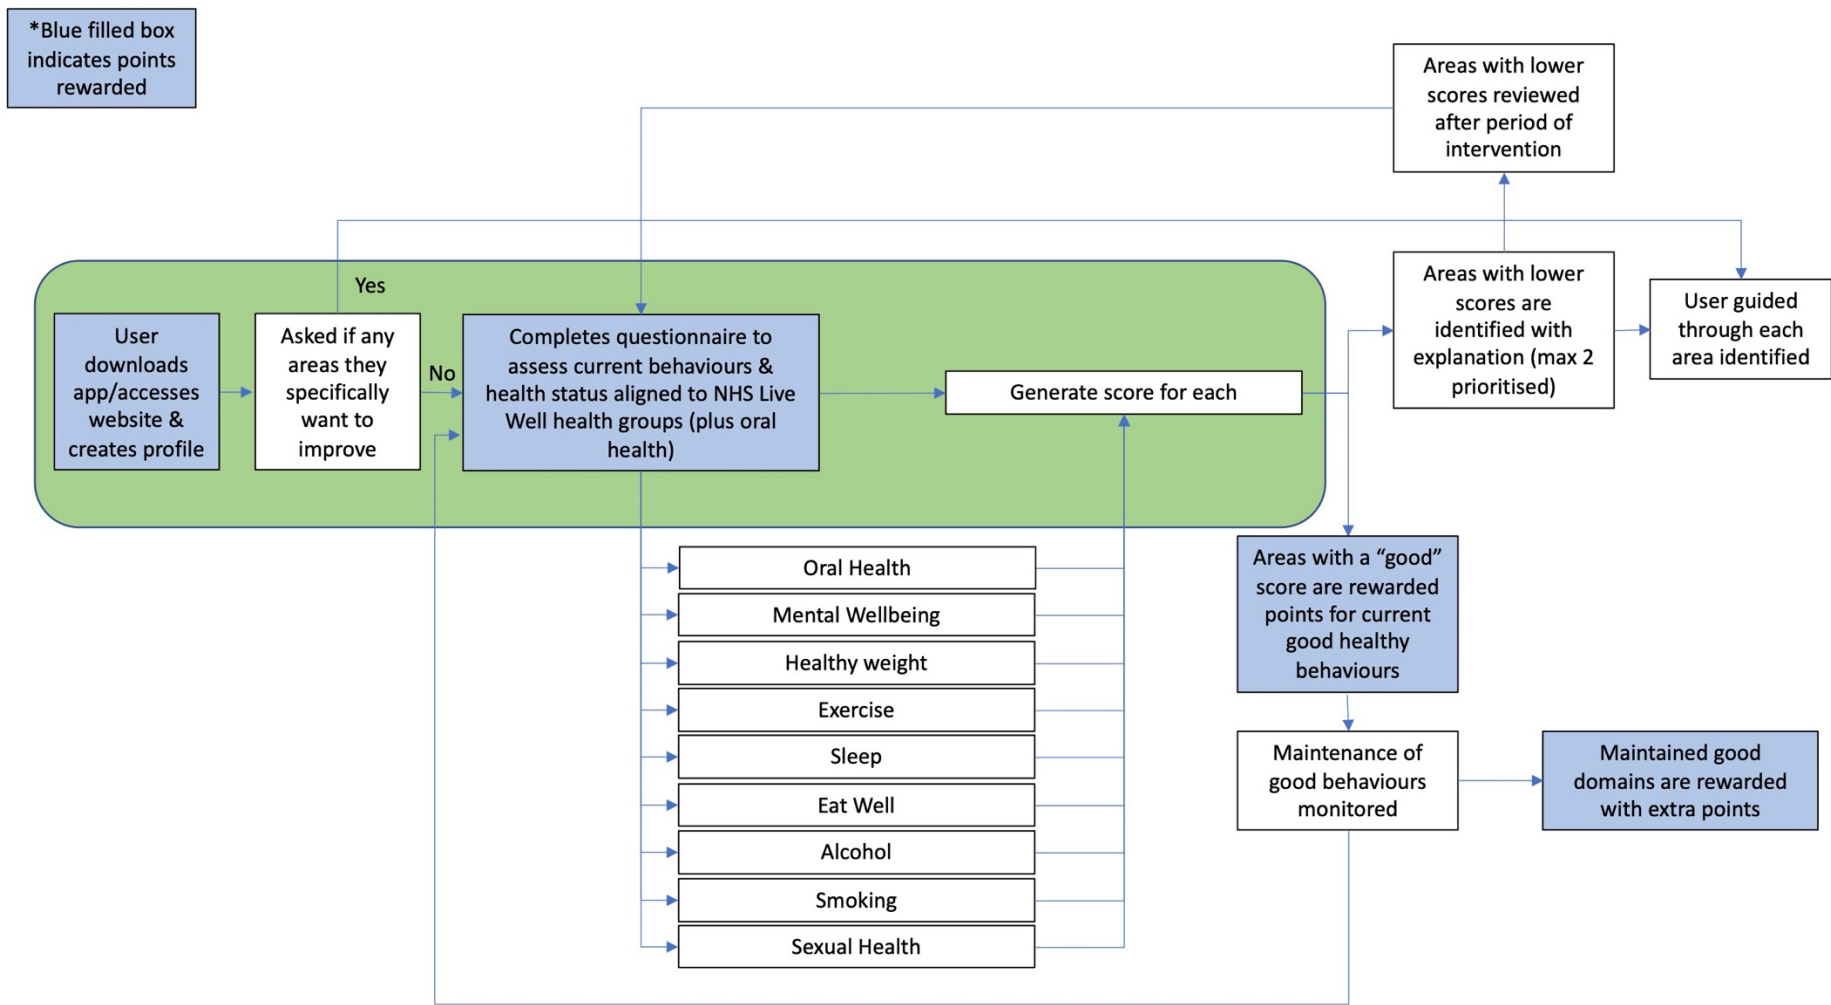 *Blue filled box
indicates points
rewarded
Areas with lower
scores reviewed
after period of
intervention
Yes
User
downloads
app/accesses
website &
creates profile
Asked if any
areas they
specifically
want to
improve
No
Completes questionnaire to
assess current behaviours &
health status aligned to NHS Live
Well health groups (plus oral
health)
Generate score for each
Areas with lower
scores are
identified with
explanation (max 2
prioritised)
User guided
through each
area identified
Oral Health
Mental Wellbeing
Healthy weight
Exercise
Sleep
Eat Well
Alcohol
Smoking
Sexual Health
Areas with a “good”
score are rewarded
points for current
good healthy
behaviours
Maintenance of
good behaviours
monitored
Maintained good
domains are rewarded
with extra points